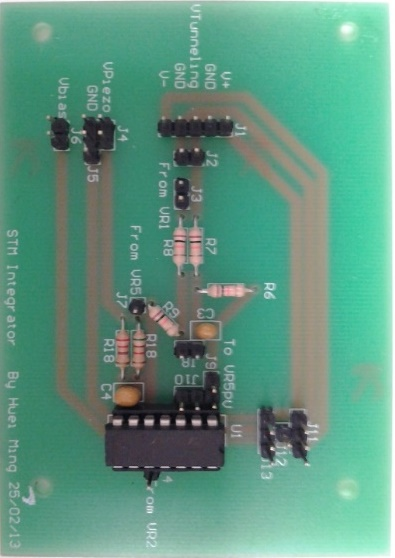 VTunneling
V-
GND
GND
V+
J1
Vbias
J6
VPiezo
GND
J4
J5
J2
From VR1
J3
R8
R7
R6
From VR5
J7
R9
C3
To VR5pv
J8
J9
R18
R18
J10
C4
U1
J11
J12
J13
From VR2
STM Integrator By Huei Ming 25/02/13